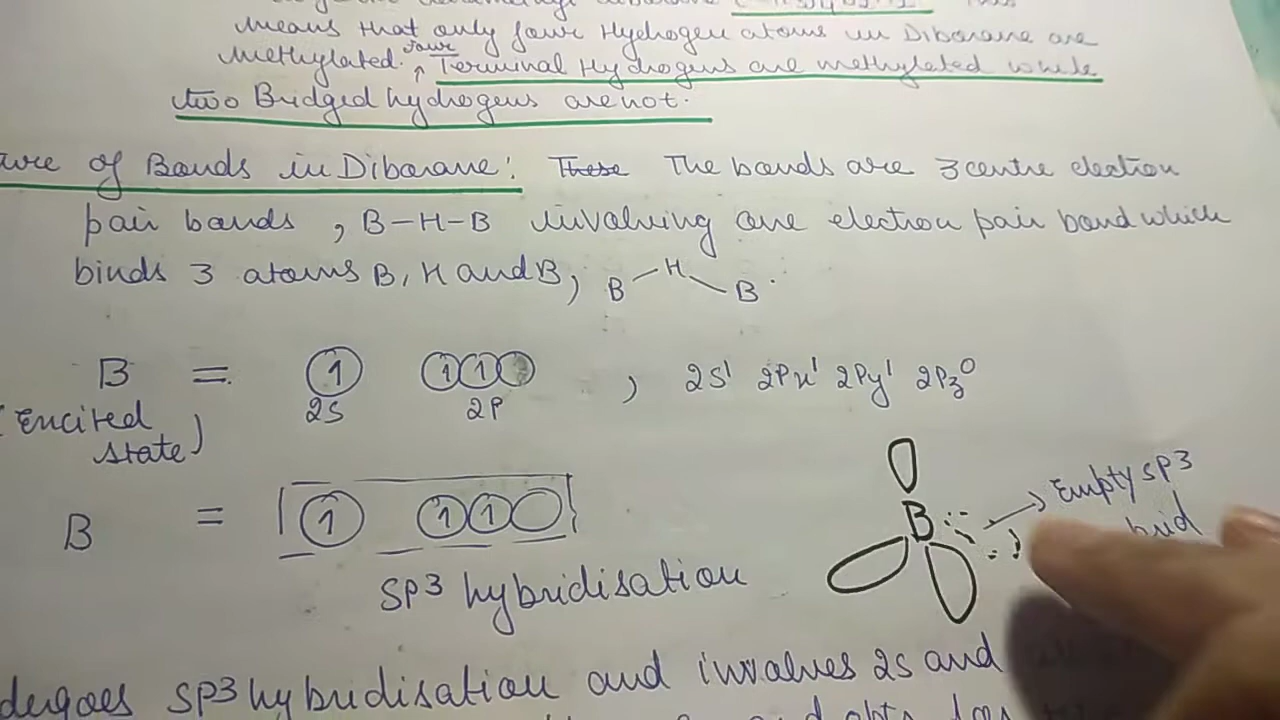 means that only four Hydrogen atoms in Diborane are
methylated. four Terminal Hydrogens are methylated while
two Bridged hydrogens are not.
of Bonds in Diborane: These The bonds are 3 centre electron
pair bonds, B-H-B involving one electron pair bond which
binds 3 atoms B, H and B, B H B.
B = 1 1 1 , 2S¹ 2Px¹ 2Py¹ 2Pz⁰
(Excited state) 2S 2P
B = 1 1 1
B Empty SP³
SP³ hybridisation
SP³ hybridisation and involves 2s and